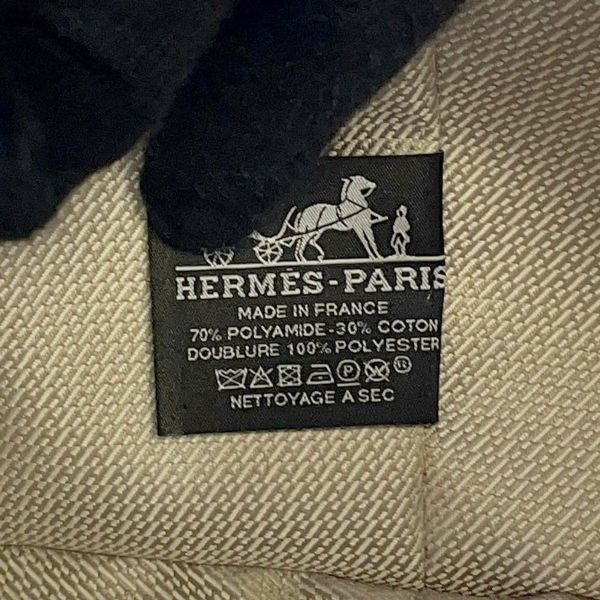 HERMÈS-PARIS
MADE IN FRANCE
70% POLYAMIDE-30% COTON
DOUBLURE 100% POLYESTER
NETTOYAGE A SEC